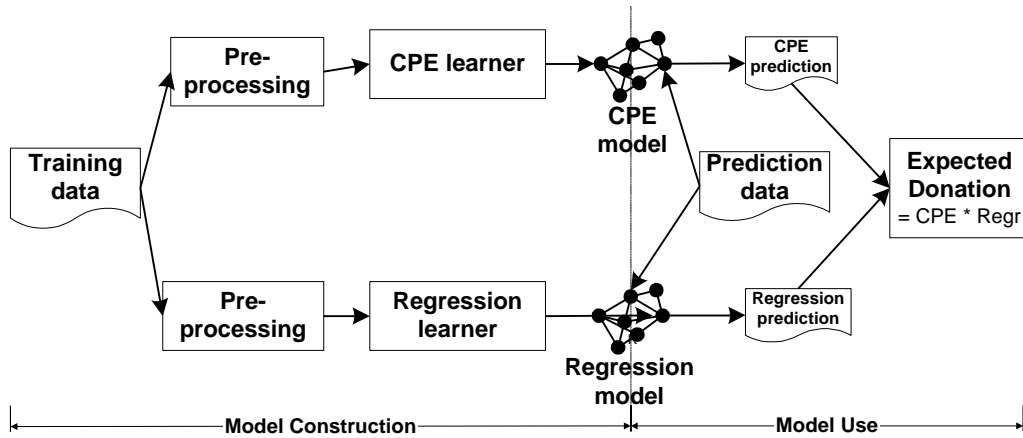 Pre-
processing
CPE learner
CPE
prediction
CPE
model
Training
data
Prediction
data
Expected
Donation
= CPE * Regr
Pre-
processing
Regression
learner
Regression
prediction
Regression
model
Model Construction
Model Use